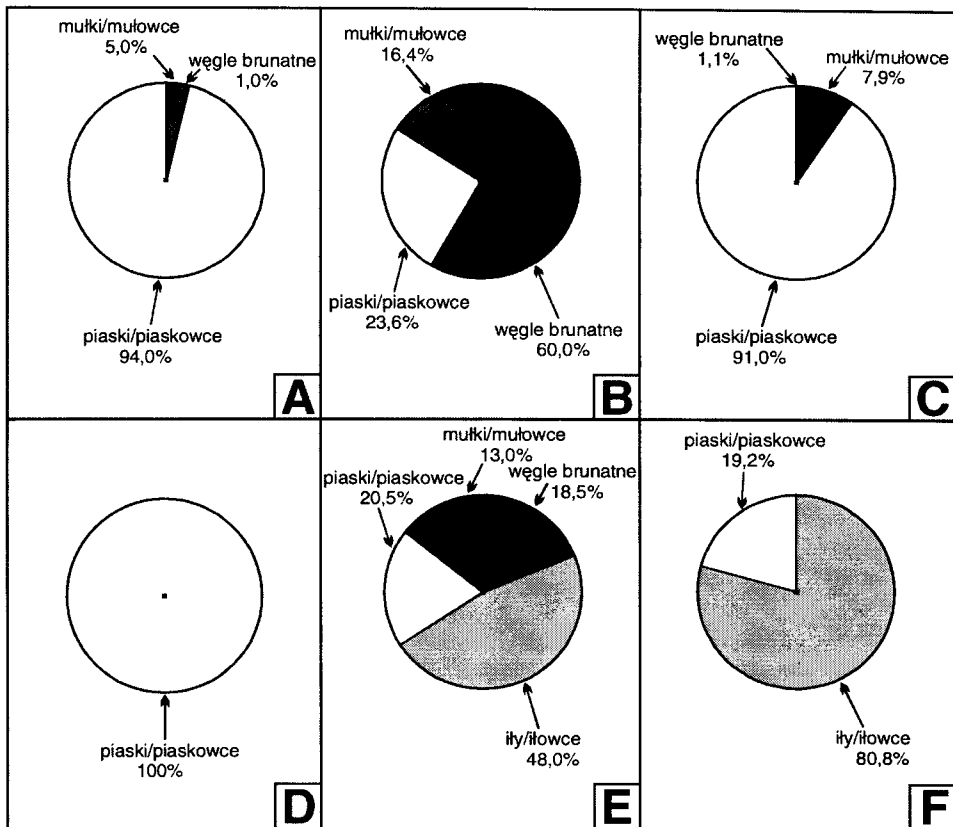 mułki/mułowce
5,0%
węgle brunatne
1,0%
piaski/piaskowce
94,0%
A
mułki/mułowce
16,4%
piaski/piaskowce
23,6%
węgle brunatne
60,0%
B
węgle brunatne
1,1%
mułki/mułowce
7,9%
piaski/piaskowce
91,0%
C
piaski/piaskowce
100%
D
mułki/mułowce
13,0%
węgle brunatne
18,5%
piaski/piaskowce
20,5%
iły/iłowce
48,0%
E
piaski/piaskowce
19,2%
iły/iłowce
80,8%
F